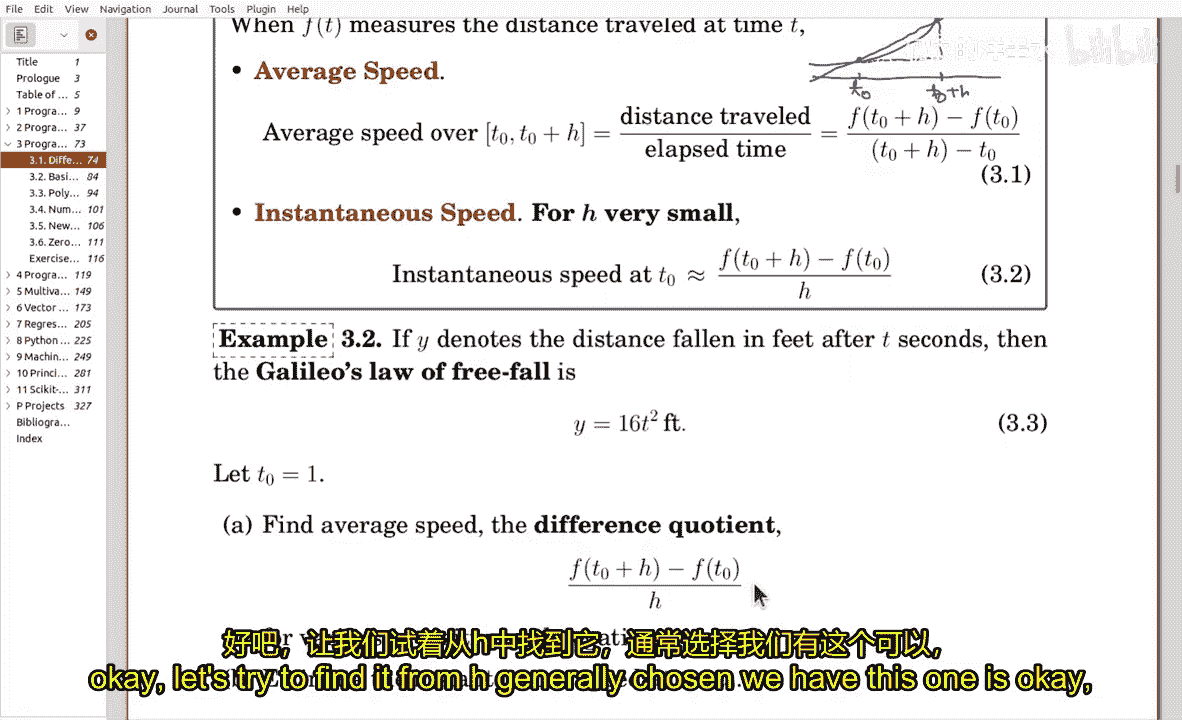 File Edit View Navigation Journal Tools Plugin Help
Title 1
Prologue 3
Table of ... 5
1 Progra... 9
2 Progra... 37
3 Progra... 73
3.1. Diffe... 74
3.2. Basi... 84
3.3. Poly... 94
3.4. Num... 101
3.5. New... 106
3.6. Zero... 111
Exercise... 116
4 Progra... 119
5 Multiva... 149
6 Vector ... 173
7 Regres... 205
8 Python ... 225
9 Machin... 249
10 Princi... 281
11 Scikit-... 311
P Projects 327
Bibliogra...
Index
When f(t) measures the distance traveled at time t,
t₀ t₀+h
bilibili
• Average Speed.
Average speed over [t₀, t₀ + h] = distance traveled / elapsed time = f(t₀ + h) − f(t₀) / (t₀ + h) − t₀
(3.1)
• Instantaneous Speed. For h very small,
Instantaneous speed at t₀ ≈ f(t₀ + h) − f(t₀) / h (3.2)
Example 3.2. If y denotes the distance fallen in feet after t seconds, then
the Galileo's law of free-fall is
y = 16t² ft. (3.3)
Let t₀ = 1.
(a) Find average speed, the difference quotient,
f(t₀ + h) − f(t₀) / h
好吧，让我们试着从h中找到它，通常选择我们有这个可以，
okay, let's try to find it from h generally chosen we have this one is okay,